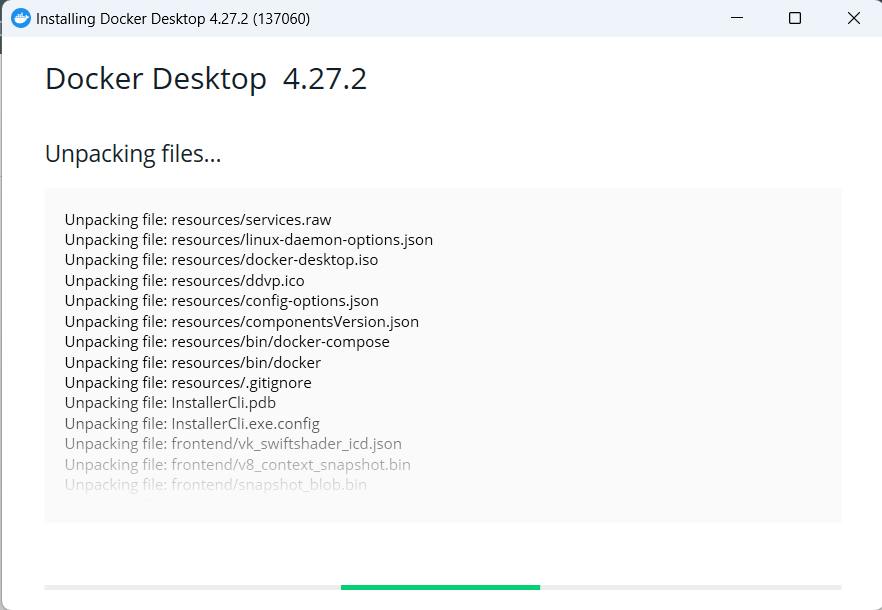 Installing Docker Desktop 4.27.2 (137060)
Docker Desktop 4.27.2
Unpacking files...
Unpacking file: resources/services.raw
Unpacking file: resources/linux-daemon-options.json
Unpacking file: resources/docker-desktop.iso
Unpacking file: resources/ddvp.ico
Unpacking file: resources/config-options.json
Unpacking file: resources/componentsVersion.json
Unpacking file: resources/bin/docker-compose
Unpacking file: resources/bin/docker
Unpacking file: resources/.gitignore
Unpacking file: InstallerCli.pdb
Unpacking file: InstallerCli.exe.config
Unpacking file: frontend/vk_swiftshader_icd.json
Unpacking file: frontend/v8_context_snapshot.bin
Unpacking file: frontend/snapshot_blob.bin